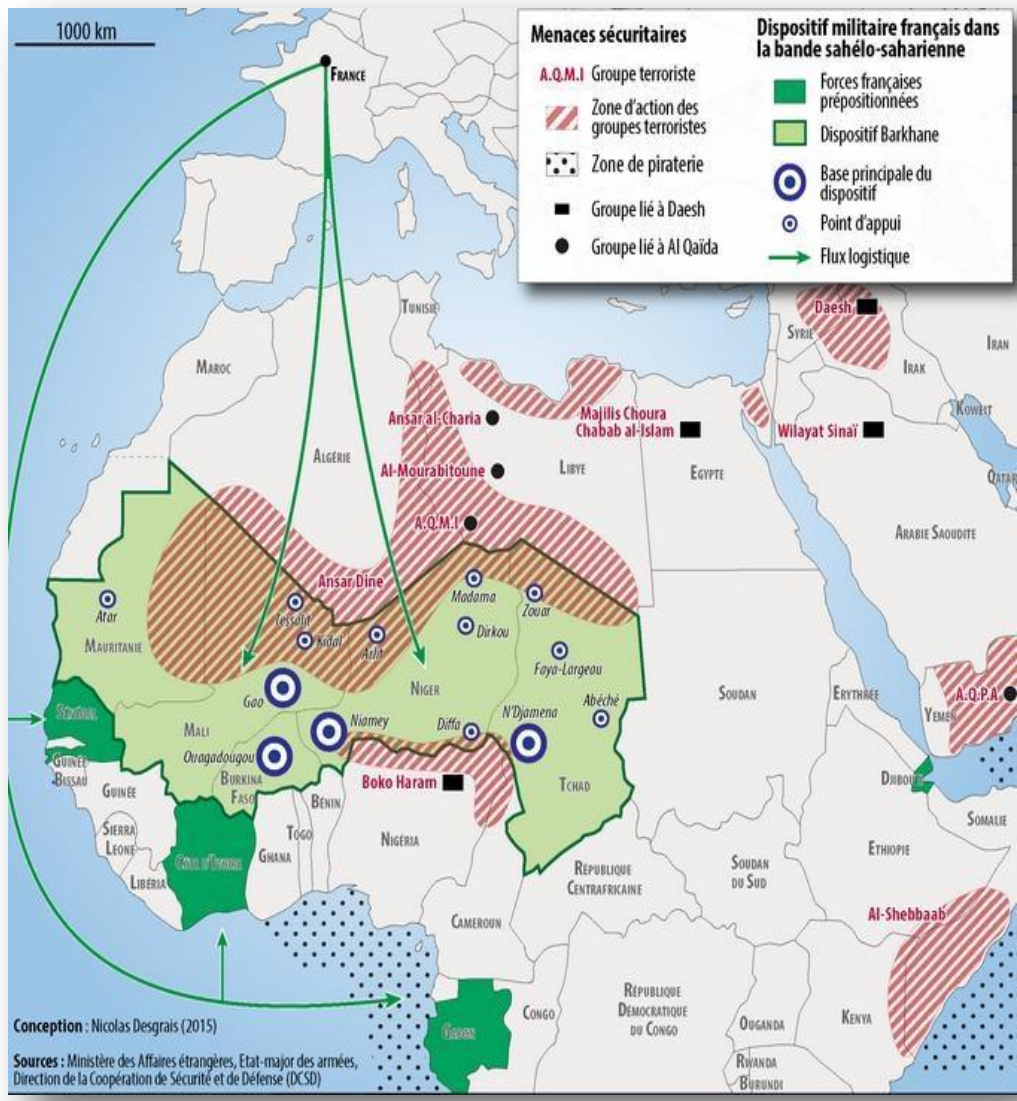 1000 km
Menaces sécuritaires
A.Q.M.I Groupe terroriste
Zone d'action des
groupes terroristes
Zone de piraterie
Groupe lié à Daesh
Groupe lié à Al Qaïda
Dispositif militaire français dans
la bande sahélo-saharienne
Forces françaises
prépositionnées
Dispositif Barkhane
Base principale du
dispositif
Point d'appui
Flux logistique
FRANCE
TUNISIE
MAROC
ALGÉRIE
LIBYE
EGYPTE
SYRIE
Daesh
IRAK
IRAN
KOWEIT
QATAR
ARABIE SAOUDITE
Ansar al-Charia
Majilis Choura
Chabab al-Islam
Wilayat Sinaï
Al-Mourabitoune
A.Q.M.I
Ansar Dine
Atar
MAURITANIE
Tessalit
Kidal
Arlit
Madama
Dirkou
Zouar
Faya-Largeau
Abéché
Gao
MALI
NIGER
Niamey
Diffa
N'Djamena
Ouagadougou
BURKINA
FASO
TCHAD
SOUDAN
ERYTHRÉE
YEMEN
A.Q.P.A
SÉNÉGAL
GUINÉE
BISSAU
GUINÉE
SIERRA
LEONE
LIBÉRIA
CÔTE D'IVOIRE
GHANA
TOGO
BÉNIN
Boko Haram
NIGÉRIA
CAMEROUN
RÉPUBLIQUE
CENTRAFRICAINE
SOUDAN
DU SUD
ETHIOPIE
DJIBOUTI
SOMALIE
Al-Shebbaab
GABON
CONGO
RÉPUBLIQUE
DÉMOCRATIQUE
DU CONGO
OUGANDA
KENYA
RWANDA
BURUNDI
Conception : Nicolas Desgrais (2015)
Sources : Ministère des Affaires étrangères, Etat-major des armées,
Direction de la Coopération de Sécurité et de Défense (DCSD)